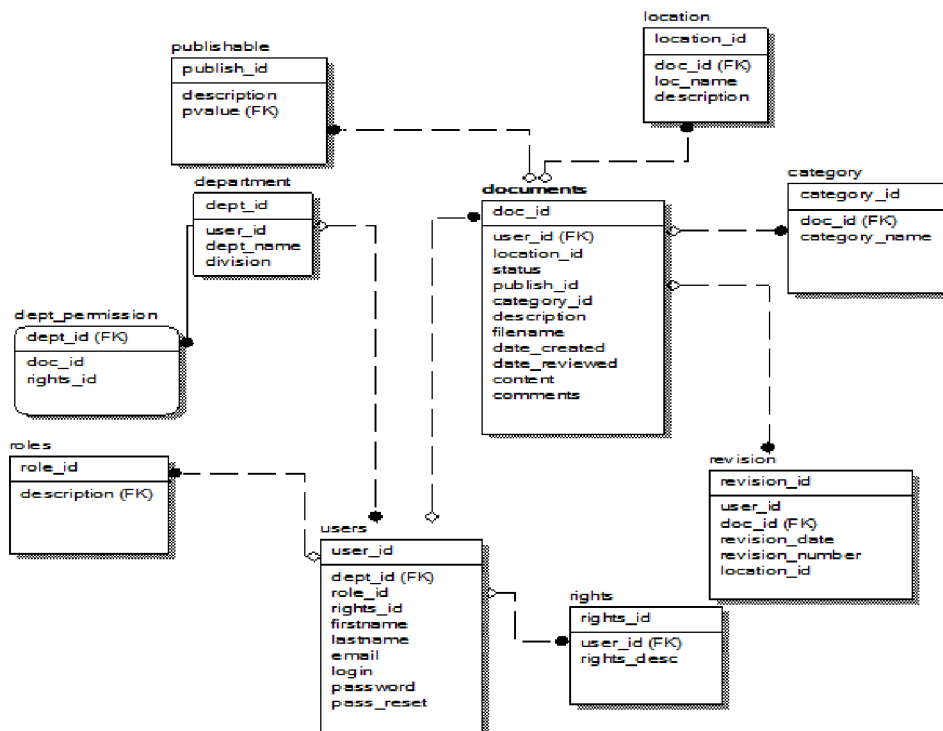 location
location_id
doc_id (FK)
loc_name
description
publishable
publish_id
description
pvalue (FK)
department
dept_id
user_id
dept_name
division
documents
doc_id
user_id (FK)
location_id
status
publish_id
category_id
description
filename
date_created
date_reviewed
content
comments
category
category_id
doc_id (FK)
category_name
dept_permission
dept_id (FK)
doc_id
rights_id
roles
role_id
description (FK)
revision
revision_id
user_id
doc_id (FK)
revision_date
revision_number
location_id
users
user_id
dept_id (FK)
role_id
rights_id
firstname
lastname
email
login
password
pass_reset
rights
rights_id
user_id (FK)
rights_desc